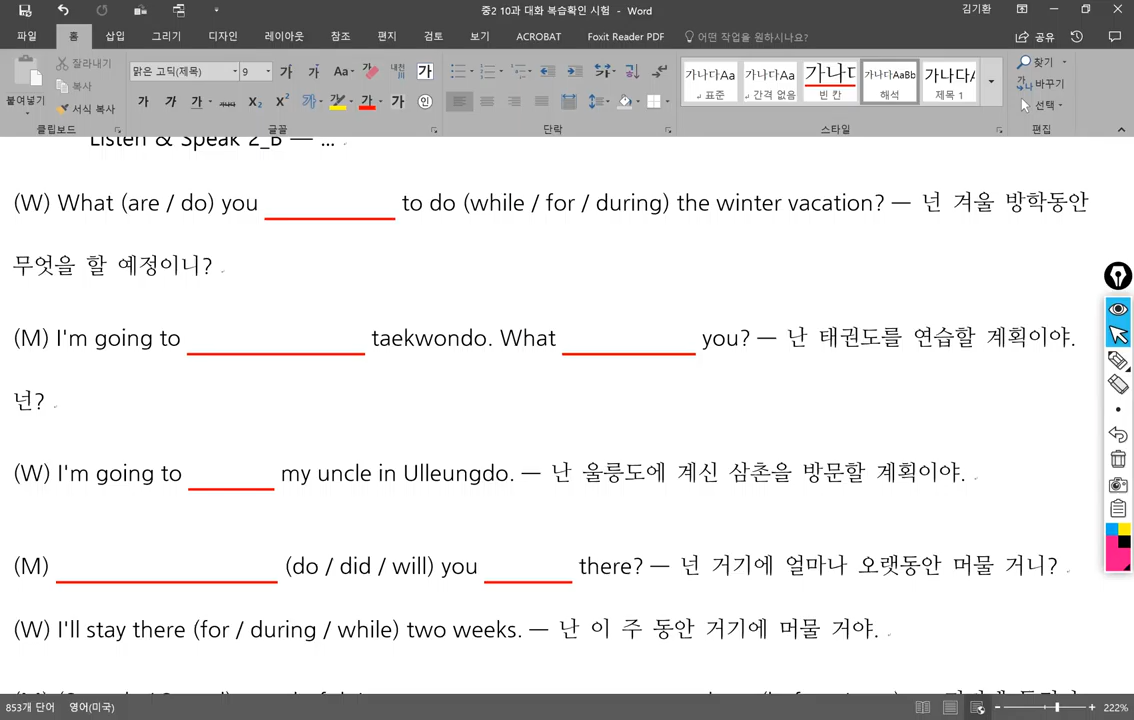 중2 10과 대화 복습확인 시험 - Word
김기환
파일 홈 삽입 그리기 디자인 레이아웃 참조 편지 검토 보기 ACROBAT Foxit Reader PDF 어떤 작업을 원하시나요? 공유
잘라내기
복사
서식 복사
붙여넣기
맑은 고딕(제목) 9
가나다Aa 가나다Aa 가나다 가나다AaBb 가나다A
표준 간격 없음 빈 칸 해석 제목 1
찾기
바꾸기
선택
클립보드 글꼴 단락 스타일 편집
Listen & Speak 2_B — ...
(W) What (are / do) you ____ to do (while / for / during) the winter vacation? — 넌 겨울 방학동안
무엇을 할 예정이니?
(M) I'm going to ____ taekwondo. What ____ you? — 난 태권도를 연습할 계획이야.
넌?
(W) I'm going to ____ my uncle in Ulleungdo. — 난 울릉도에 계신 삼촌을 방문할 계획이야.
(M) ____ (do / did / will) you ____ there? — 넌 거기에 얼마나 오랫동안 머물 거니?
(W) I'll stay there (for / during / while) two weeks. — 난 이 주 동안 거기에 머물 거야.
853개 단어 영어(미국) 222%